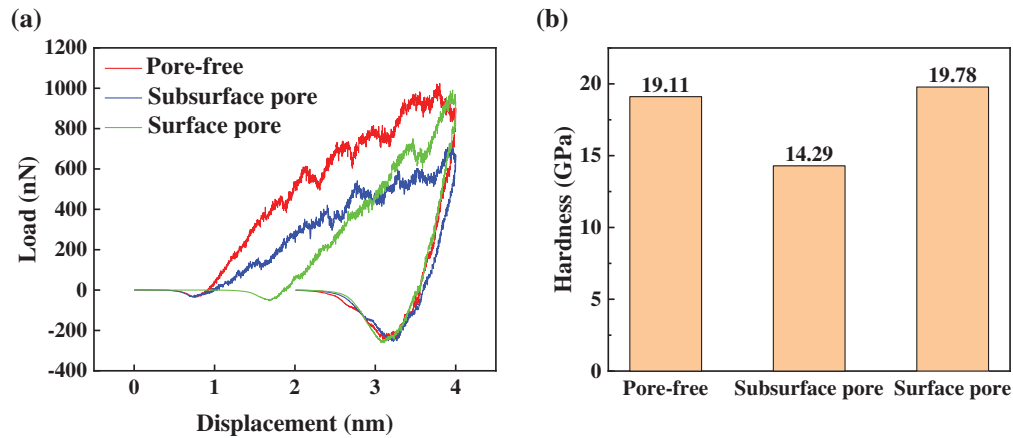 (a)
1200
1000
800
600
400
200
0
-200
-400
Load (nN)
Pore-free
Subsurface pore
Surface pore
0 1 2 3 4
Displacement (nm)
(b)
20
15
10
5
0
Hardness (GPa)
19.11
14.29
19.78
Pore-free Subsurface pore Surface pore